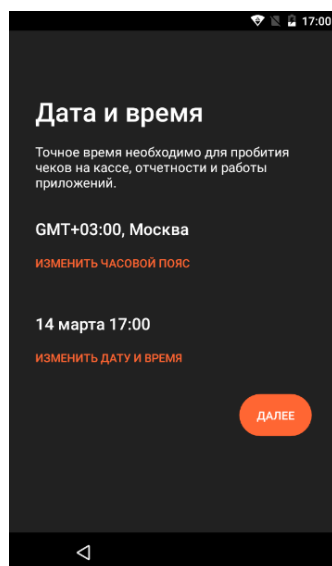 17:00
Дата и время
Точное время необходимо для пробития
чеков на кассе, отчетности и работы
приложений.
GMT+03:00, Москва
ИЗМЕНИТЬ ЧАСОВОЙ ПОЯС
14 марта 17:00
ИЗМЕНИТЬ ДАТУ И ВРЕМЯ
ДАЛЕЕ